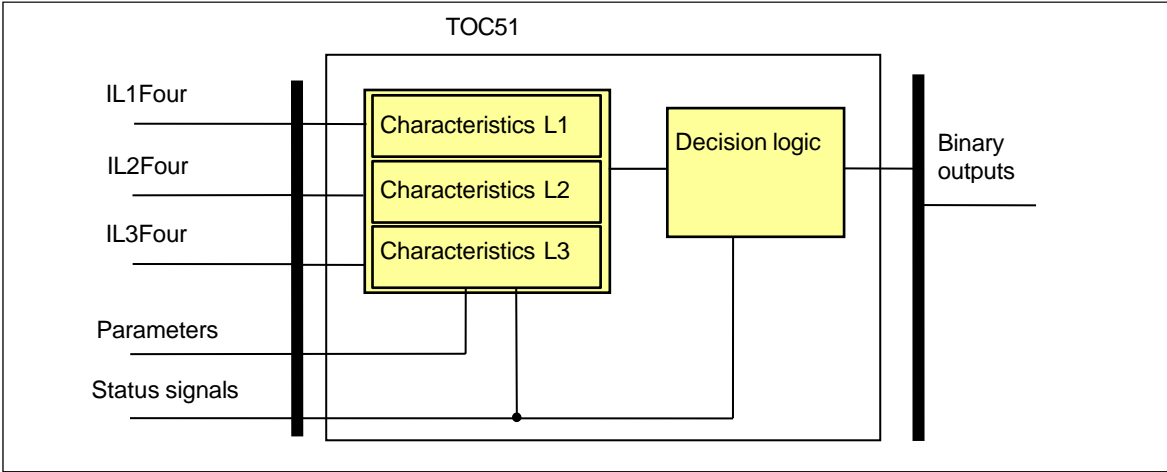 TOC51
IL1Four
IL2Four
IL3Four
Parameters
Status signals
Characteristics L1
Characteristics L2
Characteristics L3
Decision logic
Binary
outputs